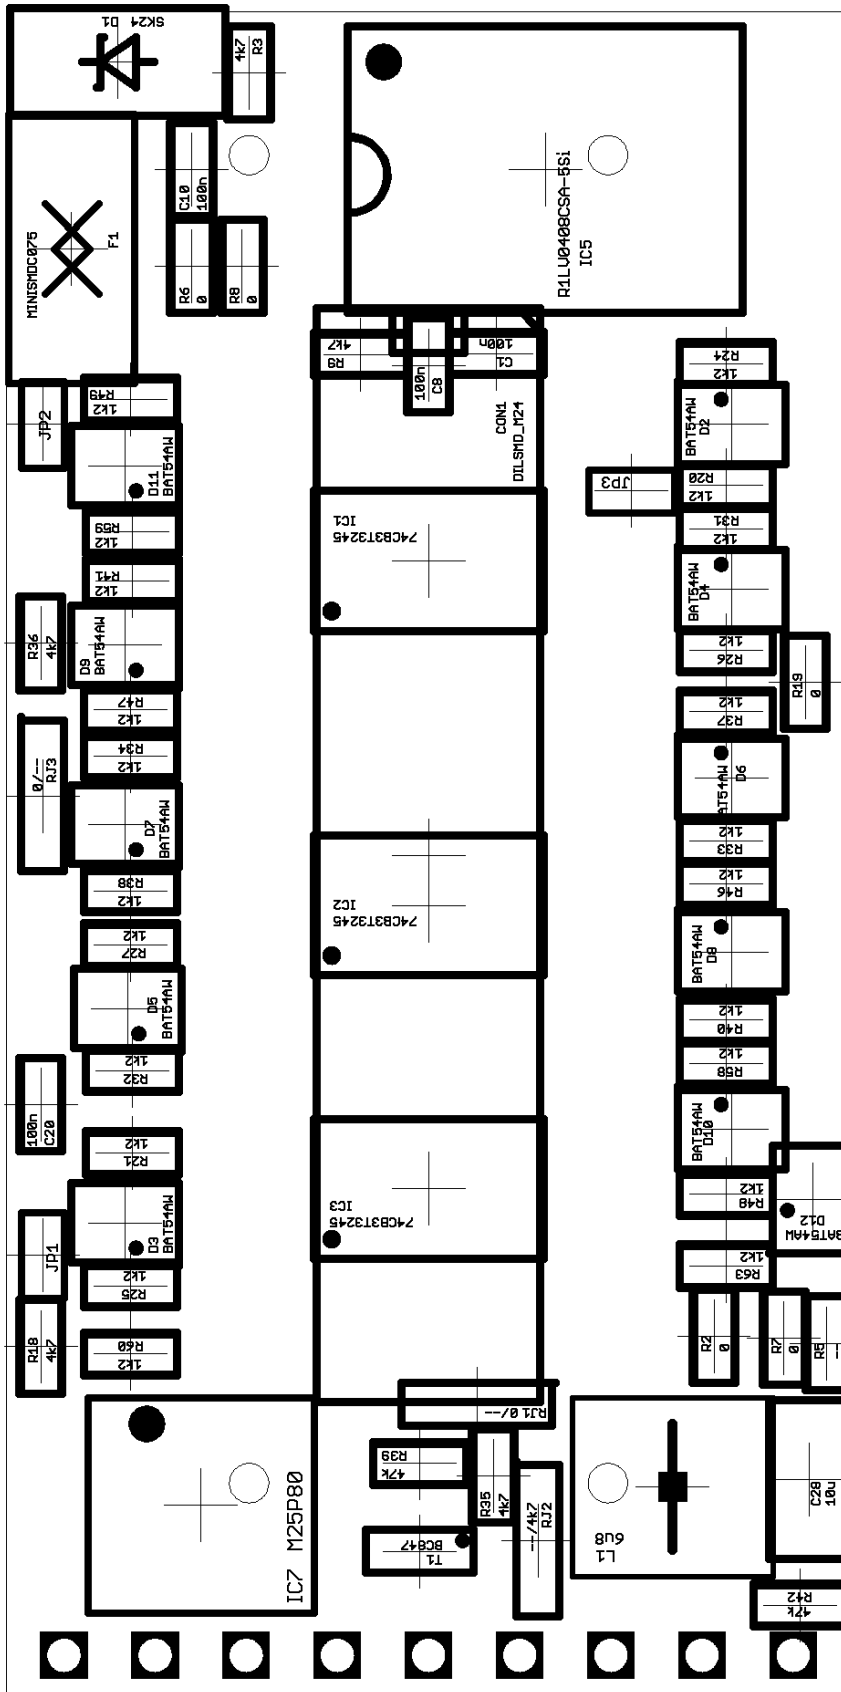 SK24 D1
4k7
R3
C10
100n
R6
0
R8
0
MINISMDC075
F1
R1LV0408CSA-5Si
IC5
4k7
R9
100n
C8
100n
C1
CON1
DILSMD_M24
R24
1k2
BAT54AW
D2
R20
1k2
JP3
R31
1k2
BAT54AW
D4
1k2
R26
R19
0
1k2
R37
AT54AW
D6
1k2
R33
1k2
R46
BAT54AW
D8
1k2
R40
1k2
R58
BAT54AW
D10
1k2
R48
D12
BAT54AW
1k2
R63
R2
0
R7
0
R5
--
R49
1k2
JP2
D11
BAT54AW
R59
1k2
R41
1k2
R36
4k7
D9
BAT54AW
R47
1k2
R34
1k2
0/--
RJ3
D7
BAT54AW
R38
1k2
1k2
R27
D5
BAT54AW
1k2
R32
100n
C20
1k2
R21
D3
BAT54AW
JP1
1k2
R25
R18
4k7
R60
1k2
IC1
74CB3T3245
IC2
74CB3T3245
IC3
74CB3T3245
RJ1 0/--
R39
47k
R35
4k7
--/4k7
RJ2
T1
BC847
IC7 M25P80
L1
6u8
C28
10u
R42
47k